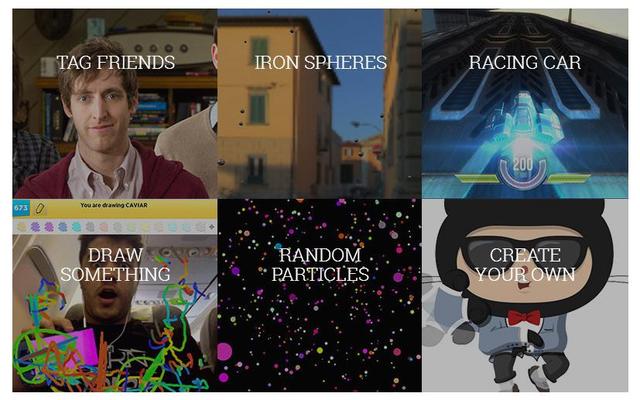 TAG FRIENDS
IRON SPHERES
RACING CAR
200
673
You are drawing CAVIAR
DRAW
SOMETHING
RANDOM
PARTICLES
CREATE
YOUR OWN